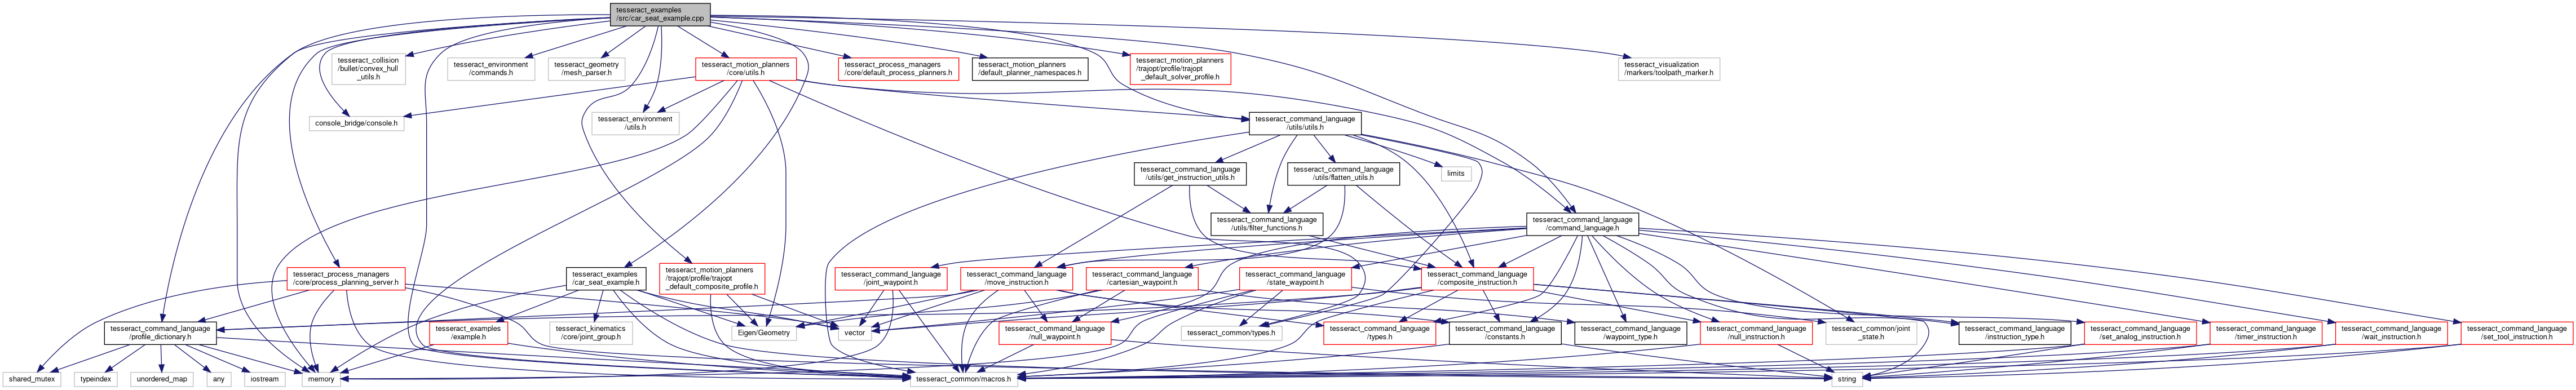 tesseract_examples
/src/car_seat_example.cpp
tesseract_collision
/bullet/convex_hull
_utils.h
tesseract_environment
/commands.h
tesseract_geometry
/mesh_parser.h
tesseract_motion_planners
/core/utils.h
tesseract_process_managers
/core/default_process_planners.h
tesseract_motion_planners
/default_planner_namespaces.h
tesseract_motion_planners
/trajopt/profile/trajopt
_default_solver_profile.h
tesseract_visualization
/markers/toolpath_marker.h
console_bridge/console.h
tesseract_environment
/utils.h
tesseract_command_language
/utils/utils.h
tesseract_command_language
/utils/get_instruction_utils.h
tesseract_command_language
/utils/flatten_utils.h
limits
tesseract_command_language
/utils/filter_functions.h
tesseract_command_language
/command_language.h
tesseract_process_managers
/core/process_planning_server.h
tesseract_examples
/car_seat_example.h
tesseract_motion_planners
/trajopt/profile/trajopt
_default_composite_profile.h
tesseract_command_language
/joint_waypoint.h
tesseract_command_language
/move_instruction.h
tesseract_command_language
/cartesian_waypoint.h
tesseract_command_language
/state_waypoint.h
tesseract_command_language
/composite_instruction.h
tesseract_command_language
/profile_dictionary.h
tesseract_examples
/example.h
tesseract_kinematics
/core/joint_group.h
Eigen/Geometry
vector
tesseract_command_language
/null_waypoint.h
tesseract_common/types.h
tesseract_command_language
/types.h
tesseract_command_language
/constants.h
tesseract_command_language
/waypoint_type.h
tesseract_command_language
/null_instruction.h
tesseract_common/joint
_state.h
tesseract_command_language
/instruction_type.h
tesseract_command_language
/set_analog_instruction.h
tesseract_command_language
/timer_instruction.h
tesseract_command_language
/wait_instruction.h
tesseract_command_language
/set_tool_instruction.h
shared_mutex
typeindex
unordered_map
any
iostream
memory
tesseract_common/macros.h
string